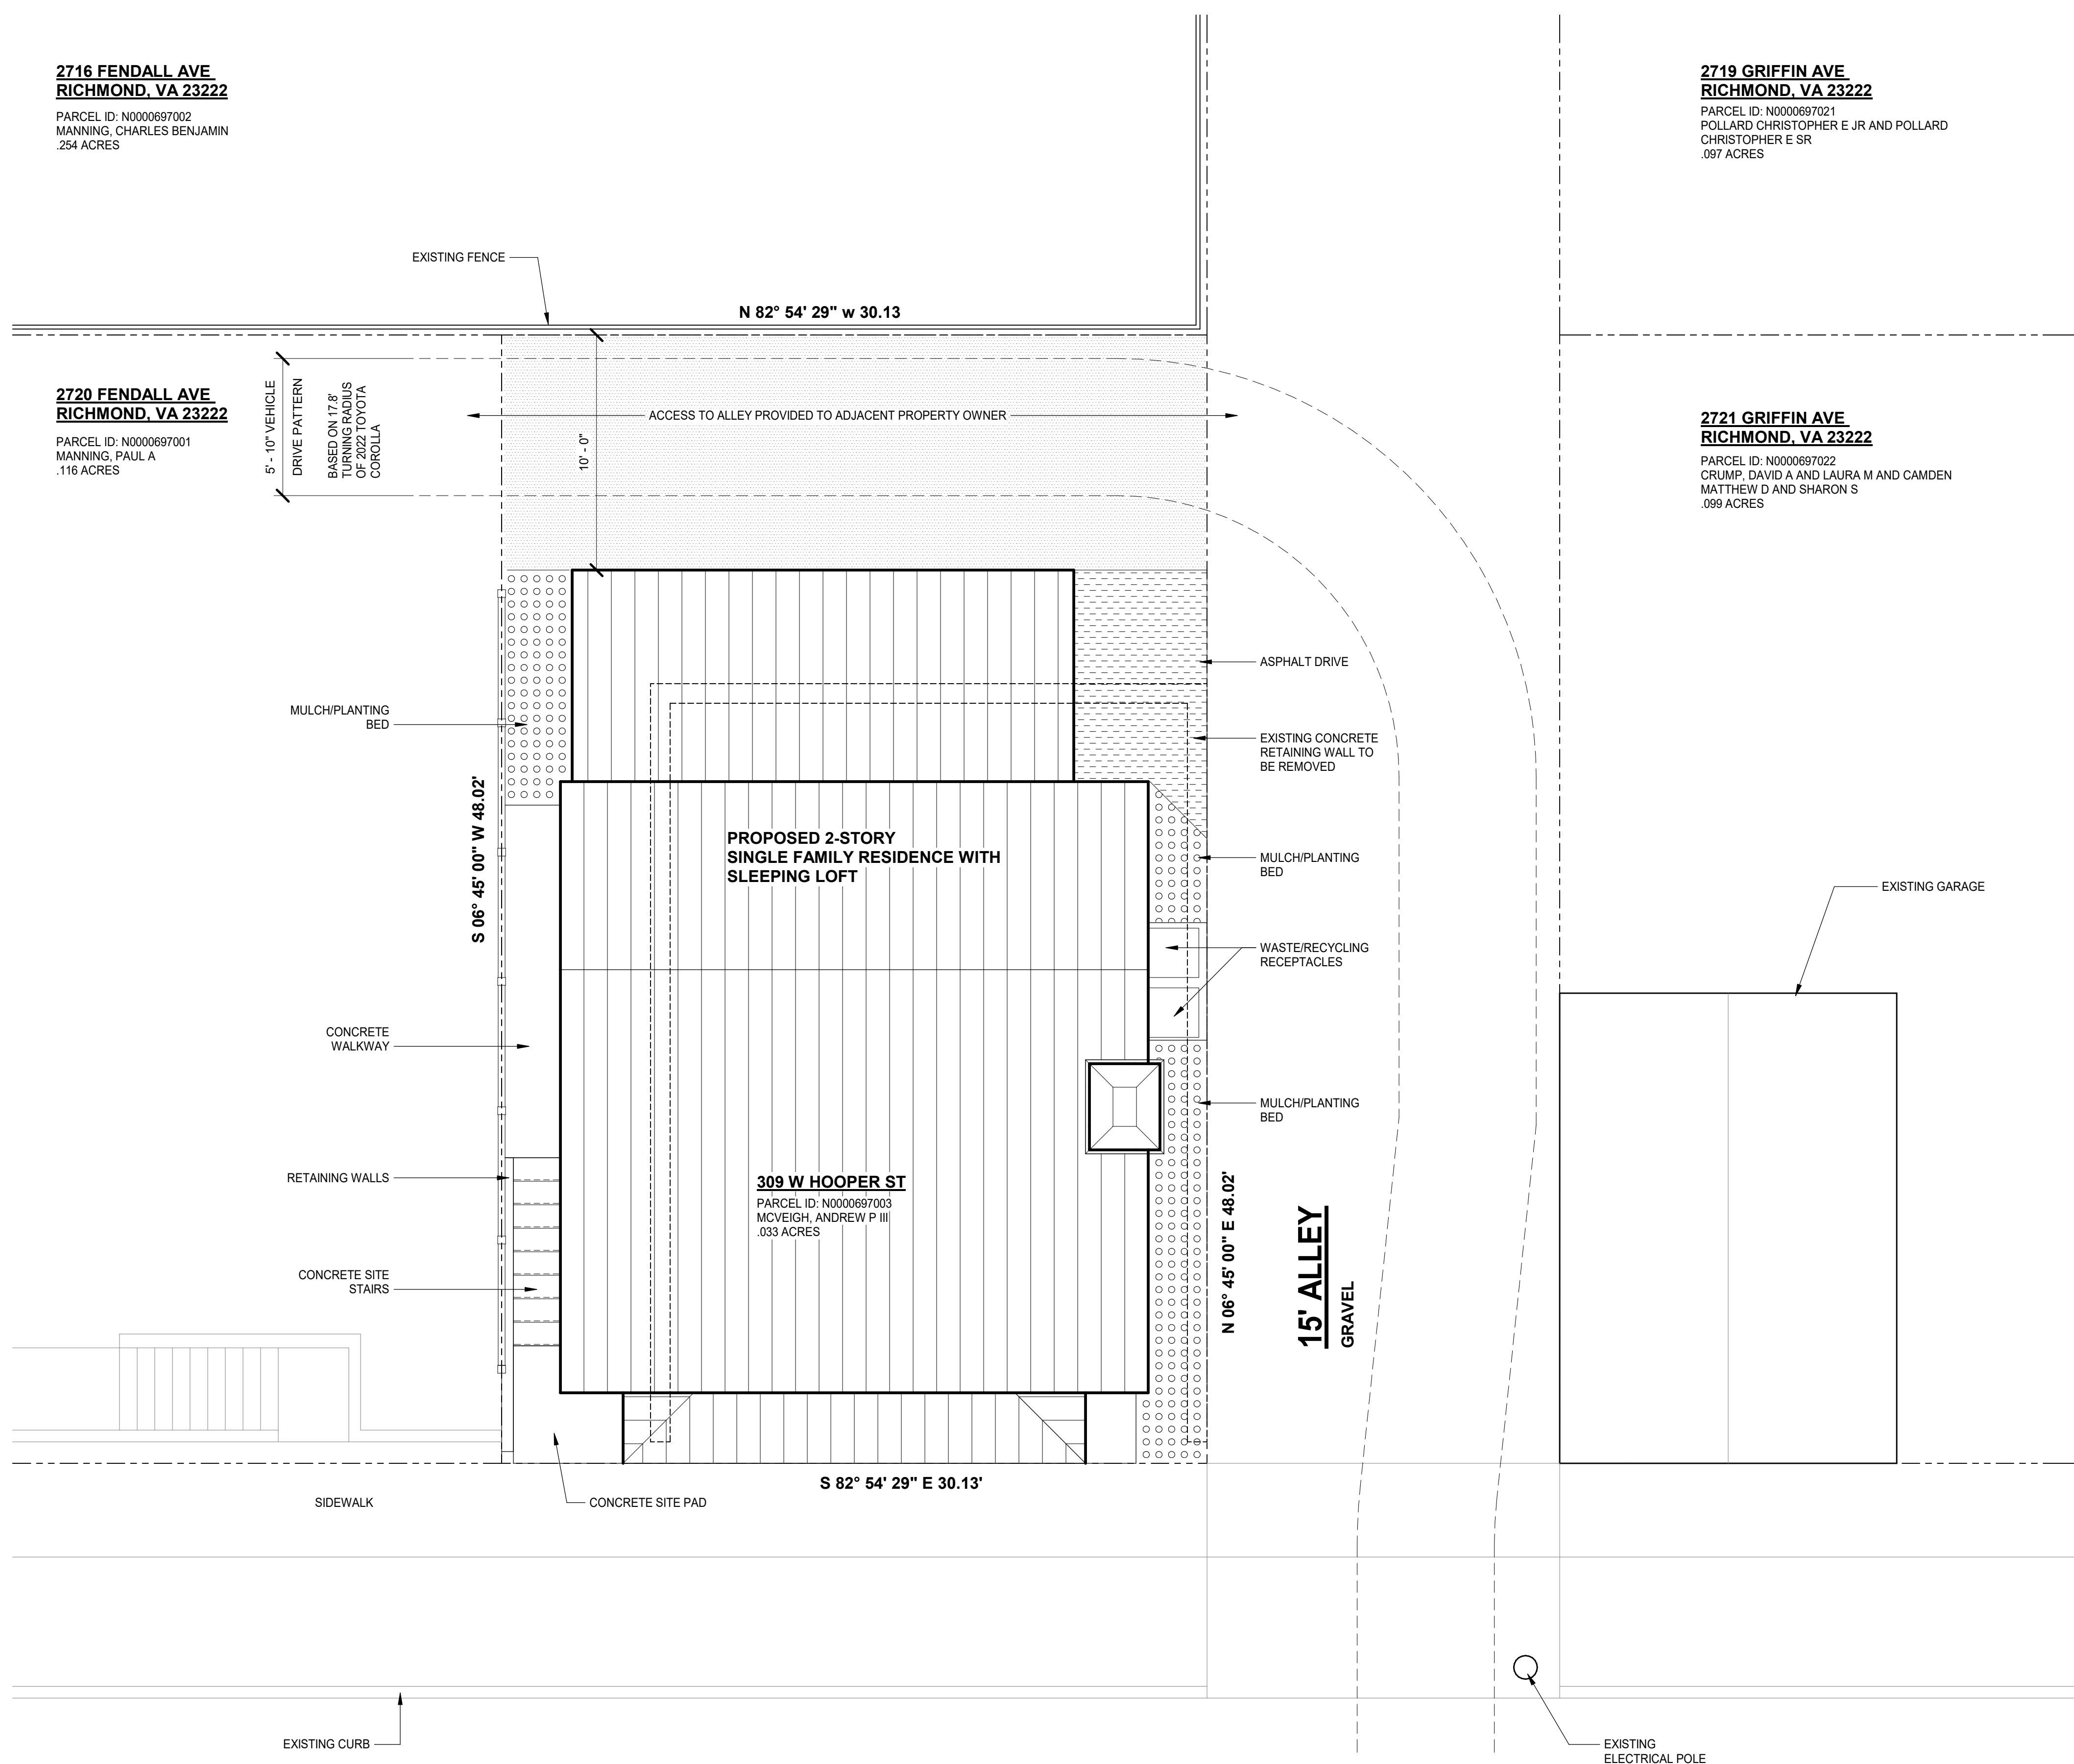 2716 FENDALL AVE
RICHMOND, VA 23222
PARCEL ID: N0000697002
MANNING, CHARLES BENJAMIN
.254 ACRES
2719 GRIFFIN AVE
RICHMOND, VA 23222
PARCEL ID: N0000697021
POLLARD CHRISTOPHER E JR AND POLLARD
CHRISTOPHER E SR
.097 ACRES
EXISTING FENCE
N 82° 54' 29" w 30.13
2720 FENDALL AVE
RICHMOND, VA 23222
PARCEL ID: N0000697001
MANNING, PAUL A
.116 ACRES
5' - 10" VEHICLE
DRIVE PATTERN
BASED ON 17.8'
TURNING RADIUS
OF 2022 TOYOTA
COROLLA
10' - 0"
ACCESS TO ALLEY PROVIDED TO ADJACENT PROPERTY OWNER
2721 GRIFFIN AVE
RICHMOND, VA 23222
PARCEL ID: N0000697022
CRUMP, DAVID A AND LAURA M AND CAMDEN
MATTHEW D AND SHARON S
.099 ACRES
ASPHALT DRIVE
MULCH/PLANTING
BED
EXISTING CONCRETE
RETAINING WALL TO
BE REMOVED
S 06° 45' 00" W 48.02'
PROPOSED 2-STORY
SINGLE FAMILY RESIDENCE WITH
SLEEPING LOFT
MULCH/PLANTING
BED
EXISTING GARAGE
WASTE/RECYCLING
RECEPTACLES
CONCRETE
WALKWAY
MULCH/PLANTING
BED
RETAINING WALLS
309 W HOOPER ST
PARCEL ID: N0000697003
MCVEIGH, ANDREW P III
.033 ACRES
N 06° 45' 00" E 48.02'
15' ALLEY
GRAVEL
CONCRETE SITE
STAIRS
S 82° 54' 29" E 30.13'
SIDEWALK
CONCRETE SITE PAD
EXISTING CURB
EXISTING
ELECTRICAL POLE